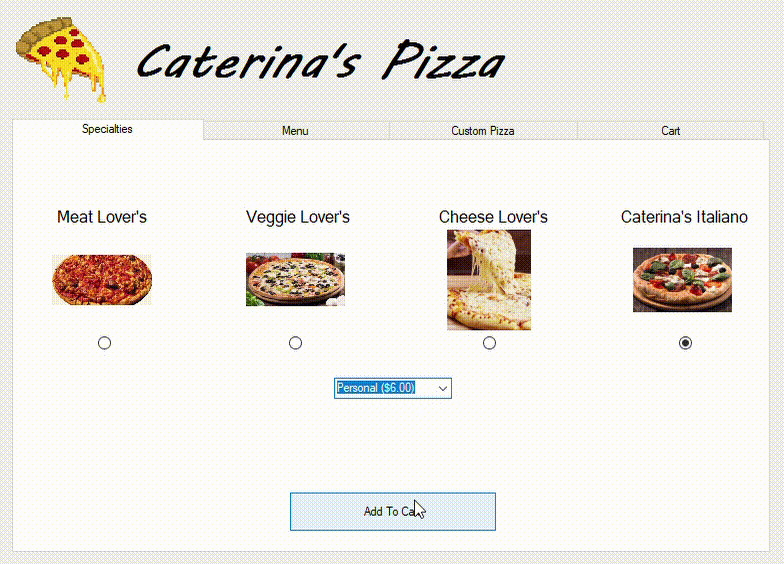 Caterina's Pizza
Specialties Menu Custom Pizza Cart
Meat Lover's Veggie Lover's Cheese Lover's Caterina's Italiano
Personal ($6.00)
Add To Ca